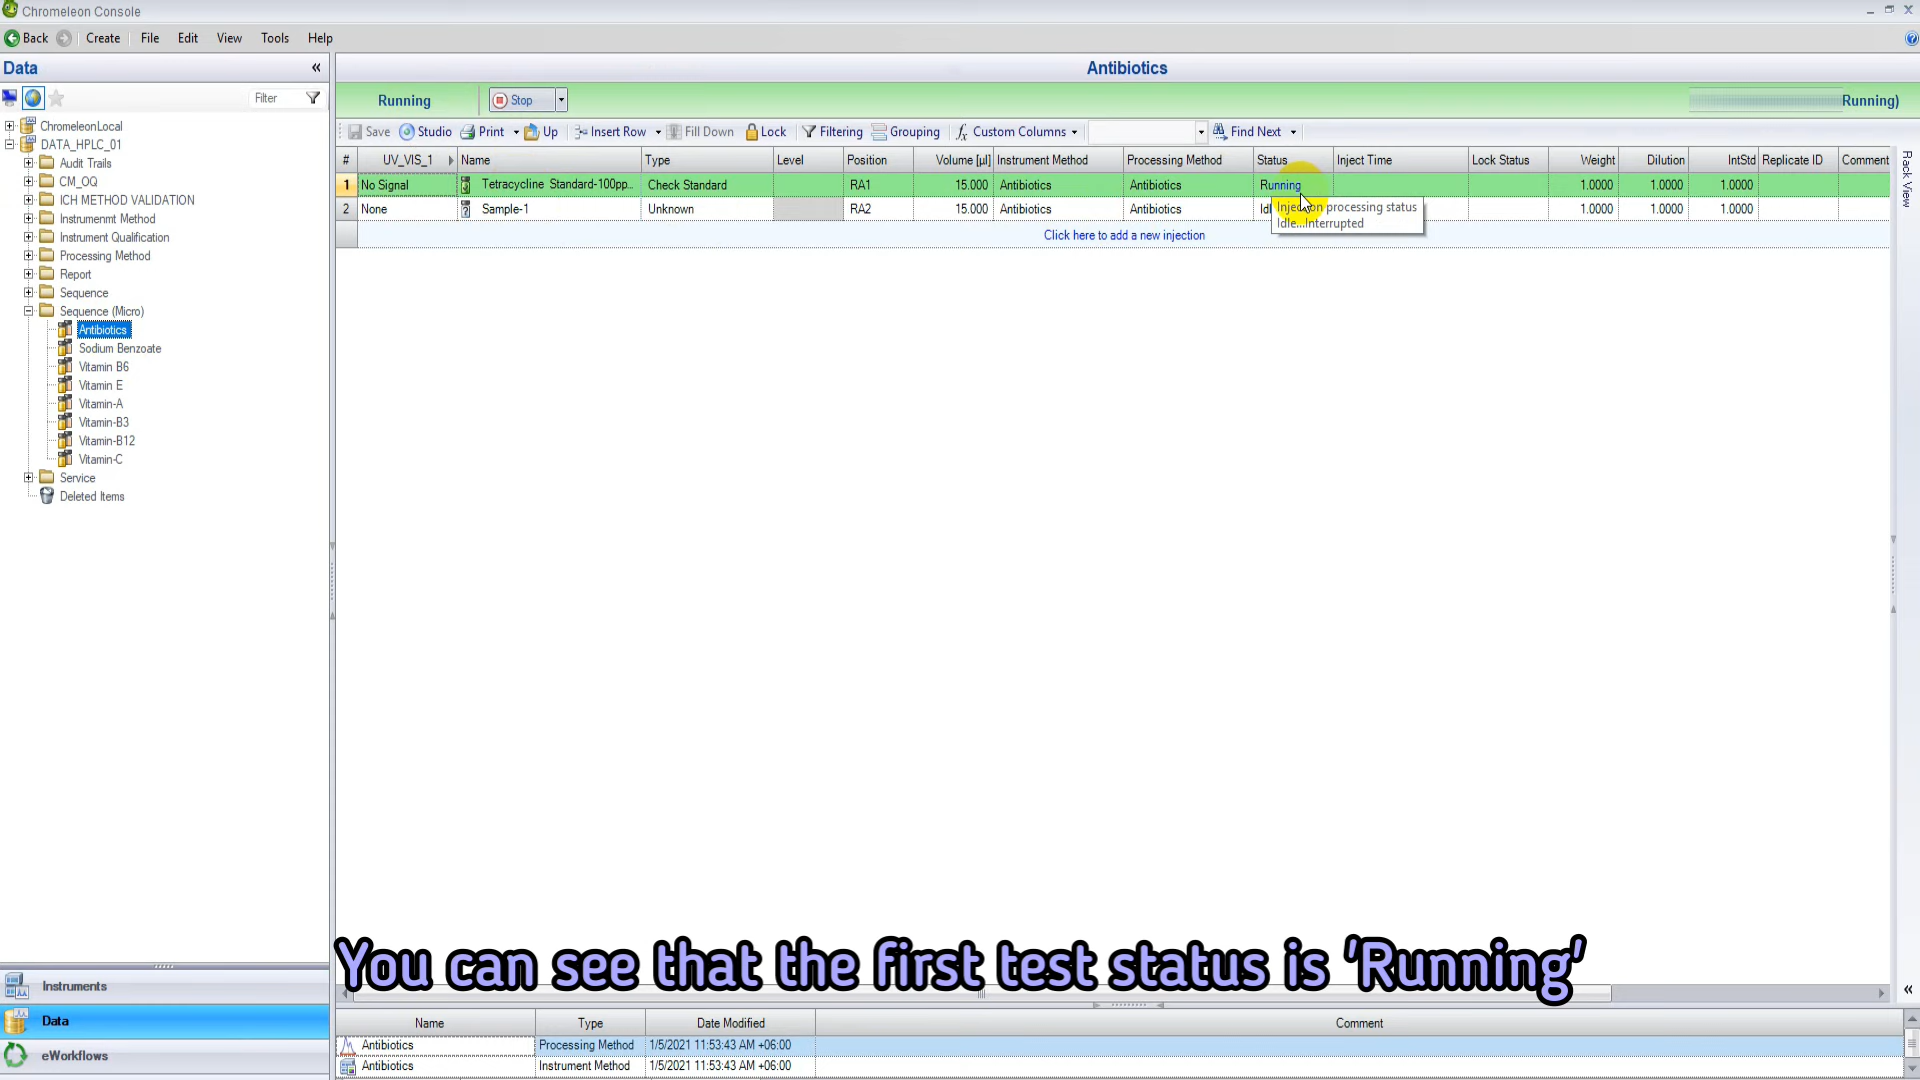 Chromeleon Console
Back Create File Edit View Tools Help
Data
Antibiotics
Filter
Running Stop Running)
Save Studio Print Up Insert Row Fill Down Lock Filtering Grouping Custom Columns Find Next
# UV_VIS_1 Name Type Level Position Volume [µl] Instrument Method Processing Method Status Inject Time Lock Status Weight Dilution IntStd Replicate ID Comment
1 No Signal Tetracycline Standard-100pp... Check Standard RA1 15.000 Antibiotics Antibiotics Running 1.0000 1.0000 1.0000
2 None Sample-1 Unknown RA2 15.000 Antibiotics Antibiotics 1.0000 1.0000 1.0000
Injection processing status
Idle...Interrupted
Click here to add a new injection
Rack View
ChromeleonLocal
DATA_HPLC_01
Audit Trails
CM_OQ
ICH METHOD VALIDATION
Instrumenmt Method
Instrument Qualification
Processing Method
Report
Sequence
Sequence (Micro)
Antibiotics
Sodium Benzoate
Vitamin B6
Vitamin E
Vitamin-A
Vitamin-B3
Vitamin-B12
Vitamin-C
Service
Deleted Items
You can see that the first test status is 'Running'
Instruments
Data
eWorkflows
Name Type Date Modified Comment
Antibiotics Processing Method 1/5/2021 11:53:43 AM +06:00
Antibiotics Instrument Method 1/5/2021 11:53:43 AM +06:00